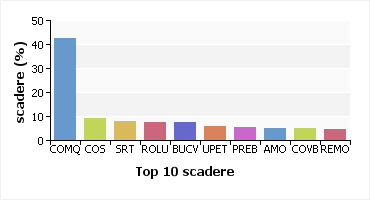 50
40
30
20
10
0
scadere (%)
COMQ COS SRT ROLU BUCV UPET PREB AMO COVB REMO
Top 10 scadere